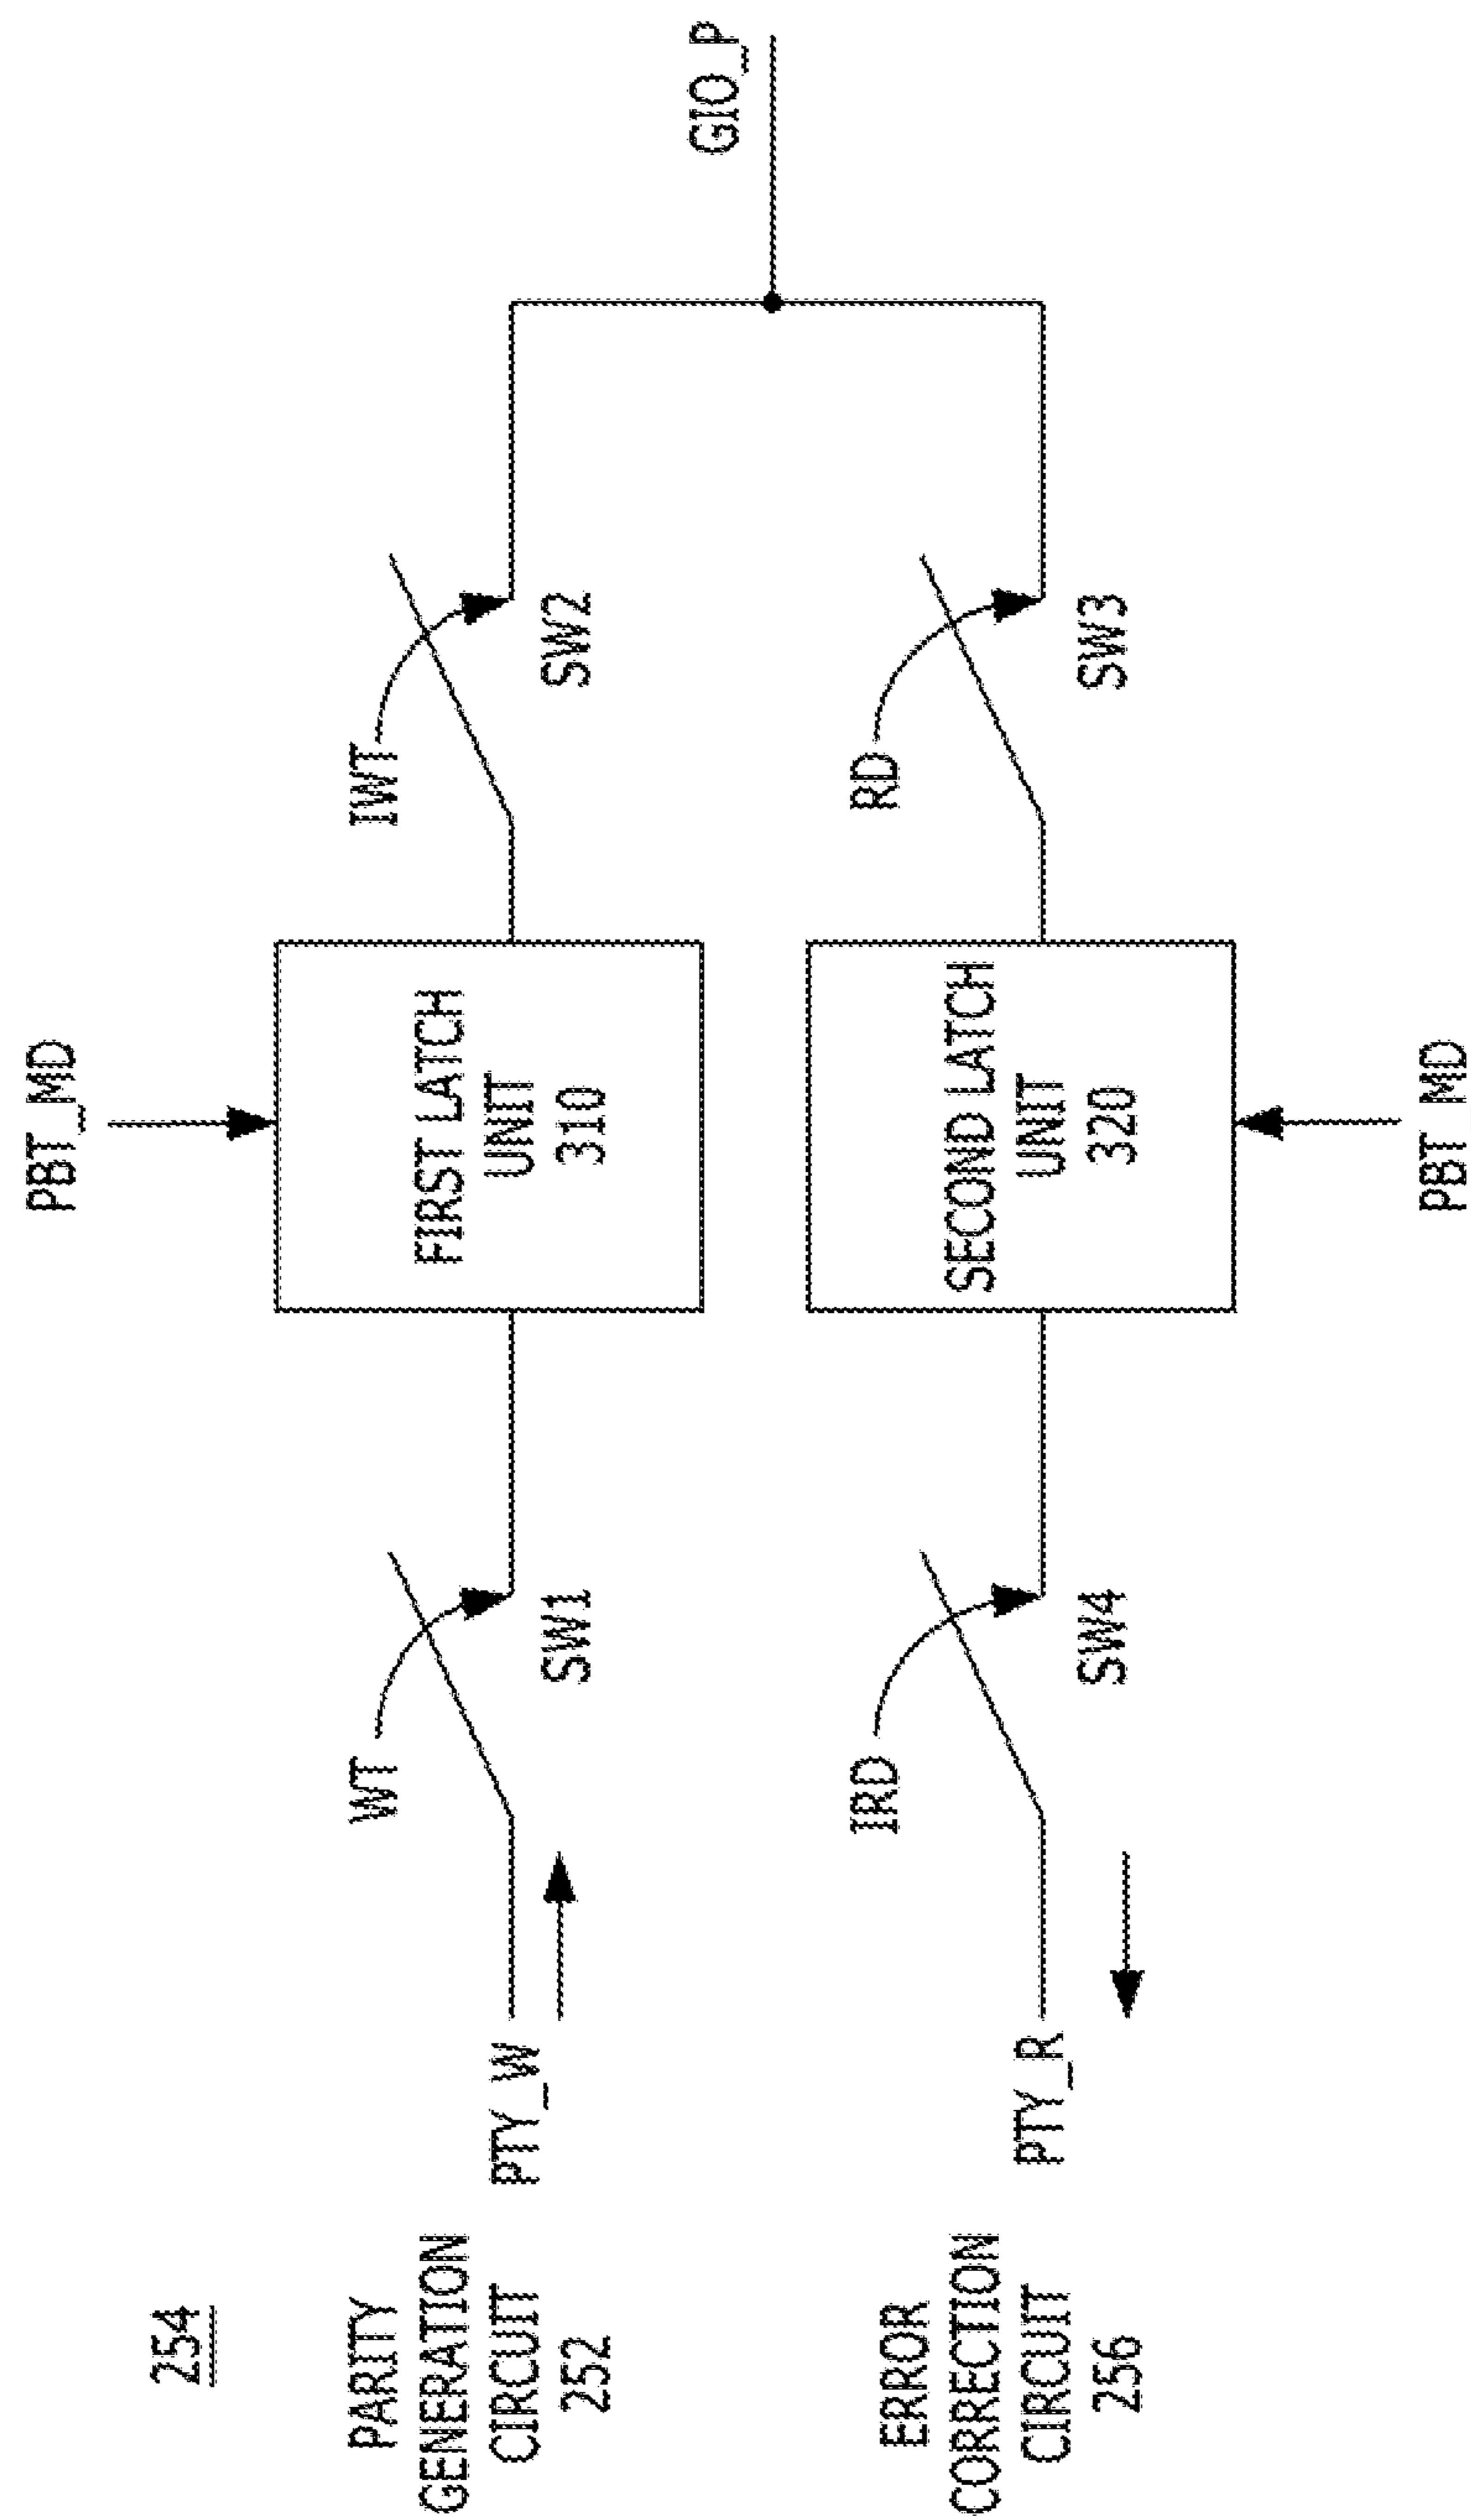 254
PBT_MD
PARITY
GENERATION
CIRCUIT
252
PTY_W
WT
SW1
FIRST LATCH
UNIT
310
IWT
SW2
GIO_P
ERROR
CORRECTION
CIRCUIT
256
PTY_R
IRD
SW4
SECOND LATCH
UNIT
320
RD
SW3
PBT_MD